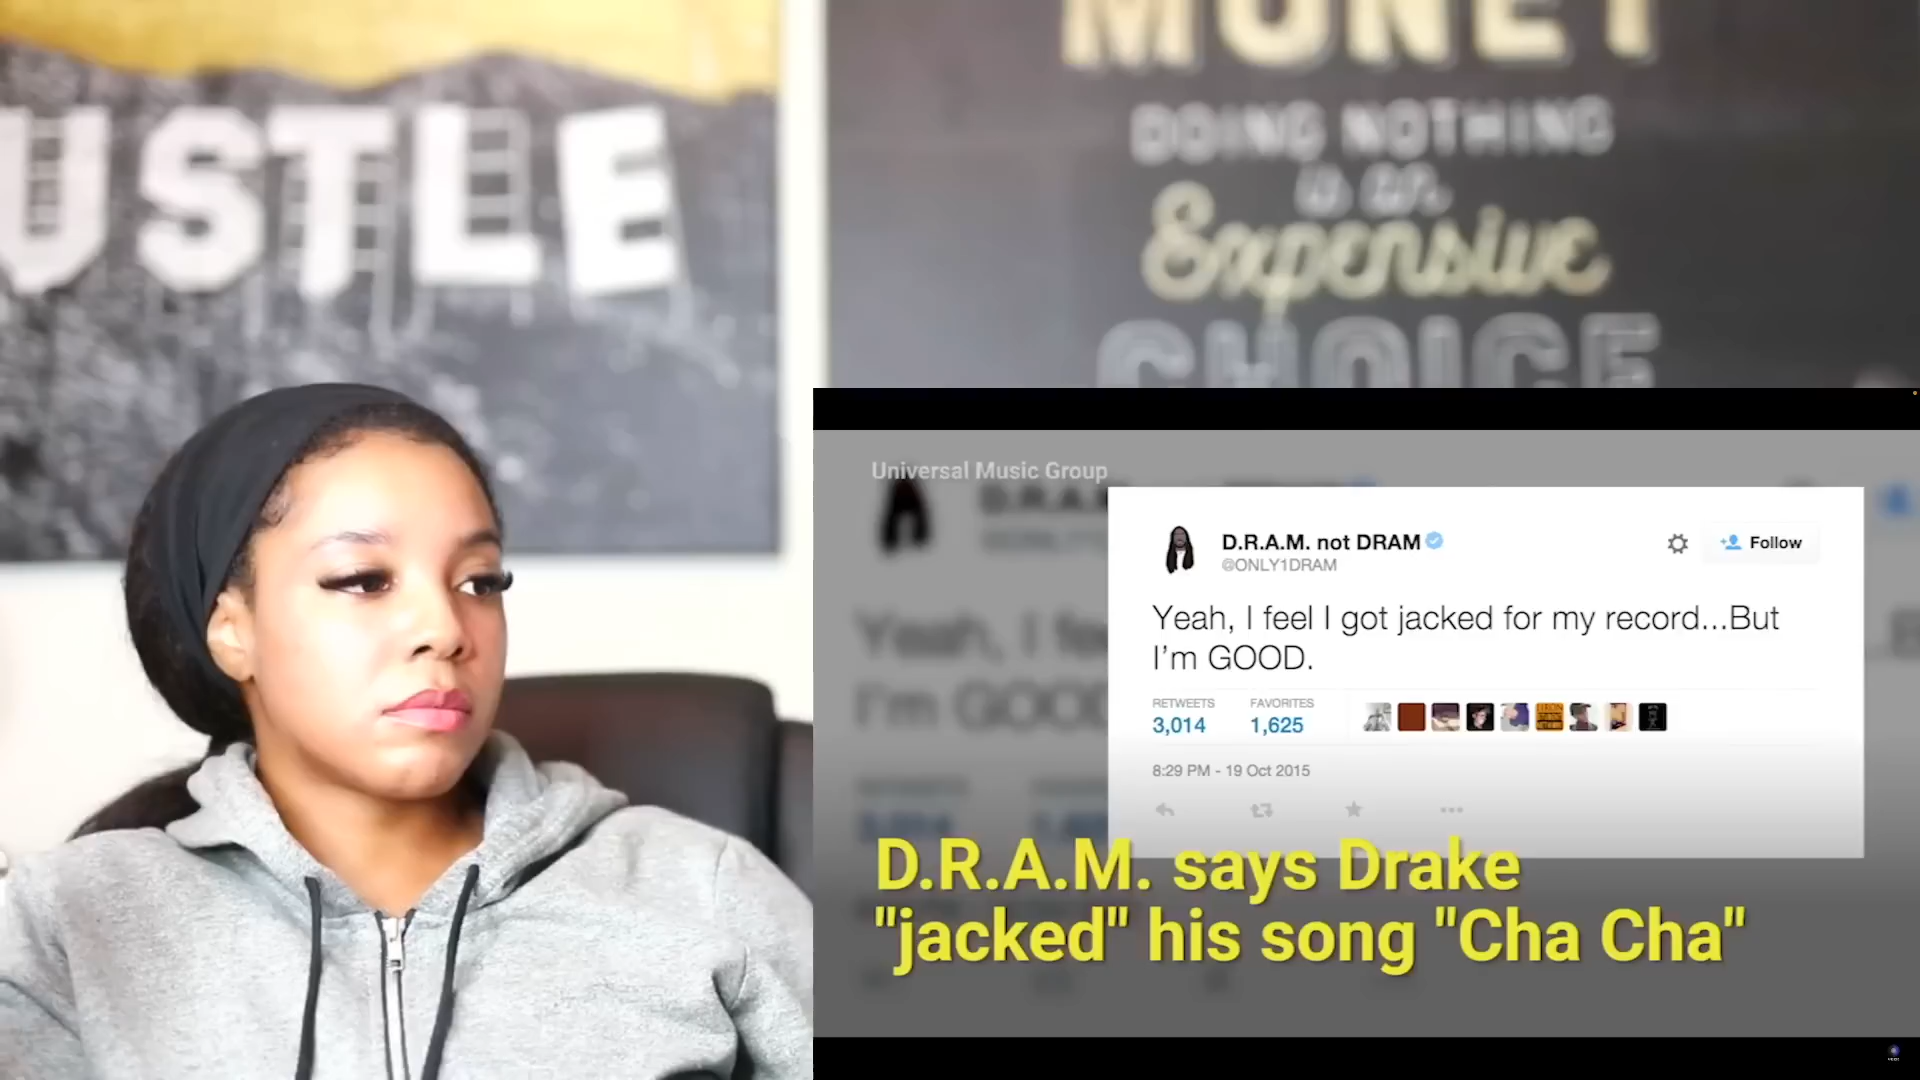 USTLE
MONEY
DOING NOTHING
is an
Expensive
CHOICE
Universal Music Group
D.R.A.M. not DRAM
@ONLY1DRAM
Follow
Yeah, I feel I got jacked for my record...But
I'm GOOD.
RETWEETS FAVORITES
3,014 1,625
8:29 PM - 19 Oct 2015
D.R.A.M. says Drake
"jacked" his song "Cha Cha"